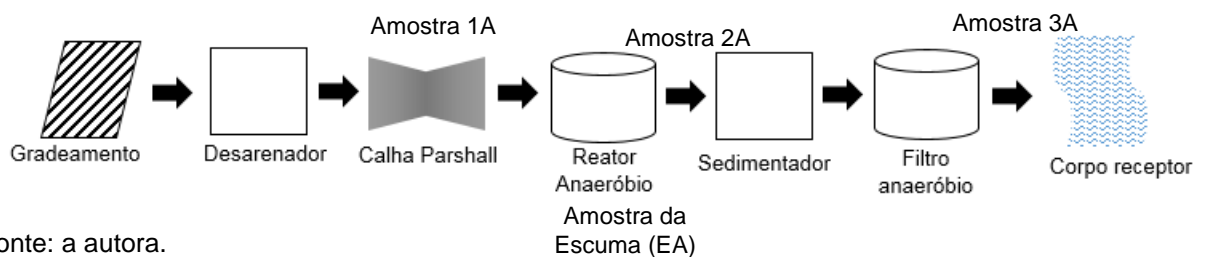 Amostra 1A
Amostra 2A
Amostra 3A
Gradeamento
Desarenador
Calha Parshall
Reator
Anaeróbio
Sedimentador
Filtro
anaeróbio
Corpo receptor
Amostra da
Escuma (EA)
onte: a autora.